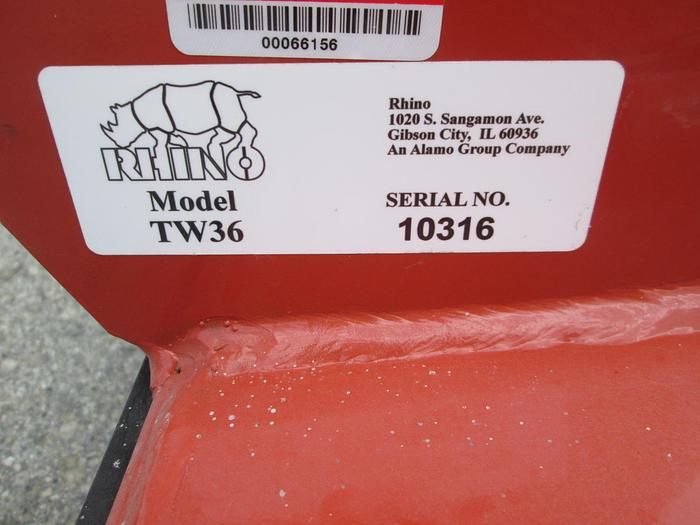 00066156
RHINO
Model
TW36
Rhino
1020 S. Sangamon Ave.
Gibson City, IL 60936
An Alamo Group Company
SERIAL NO.
10316